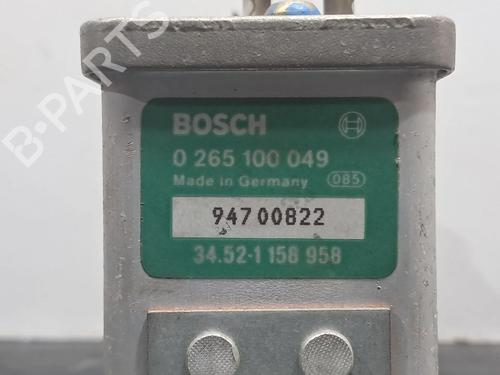 B-PARTS
BOSCH
0 265 100 049
Made in Germany 085
94700822
34.52-1 158 958